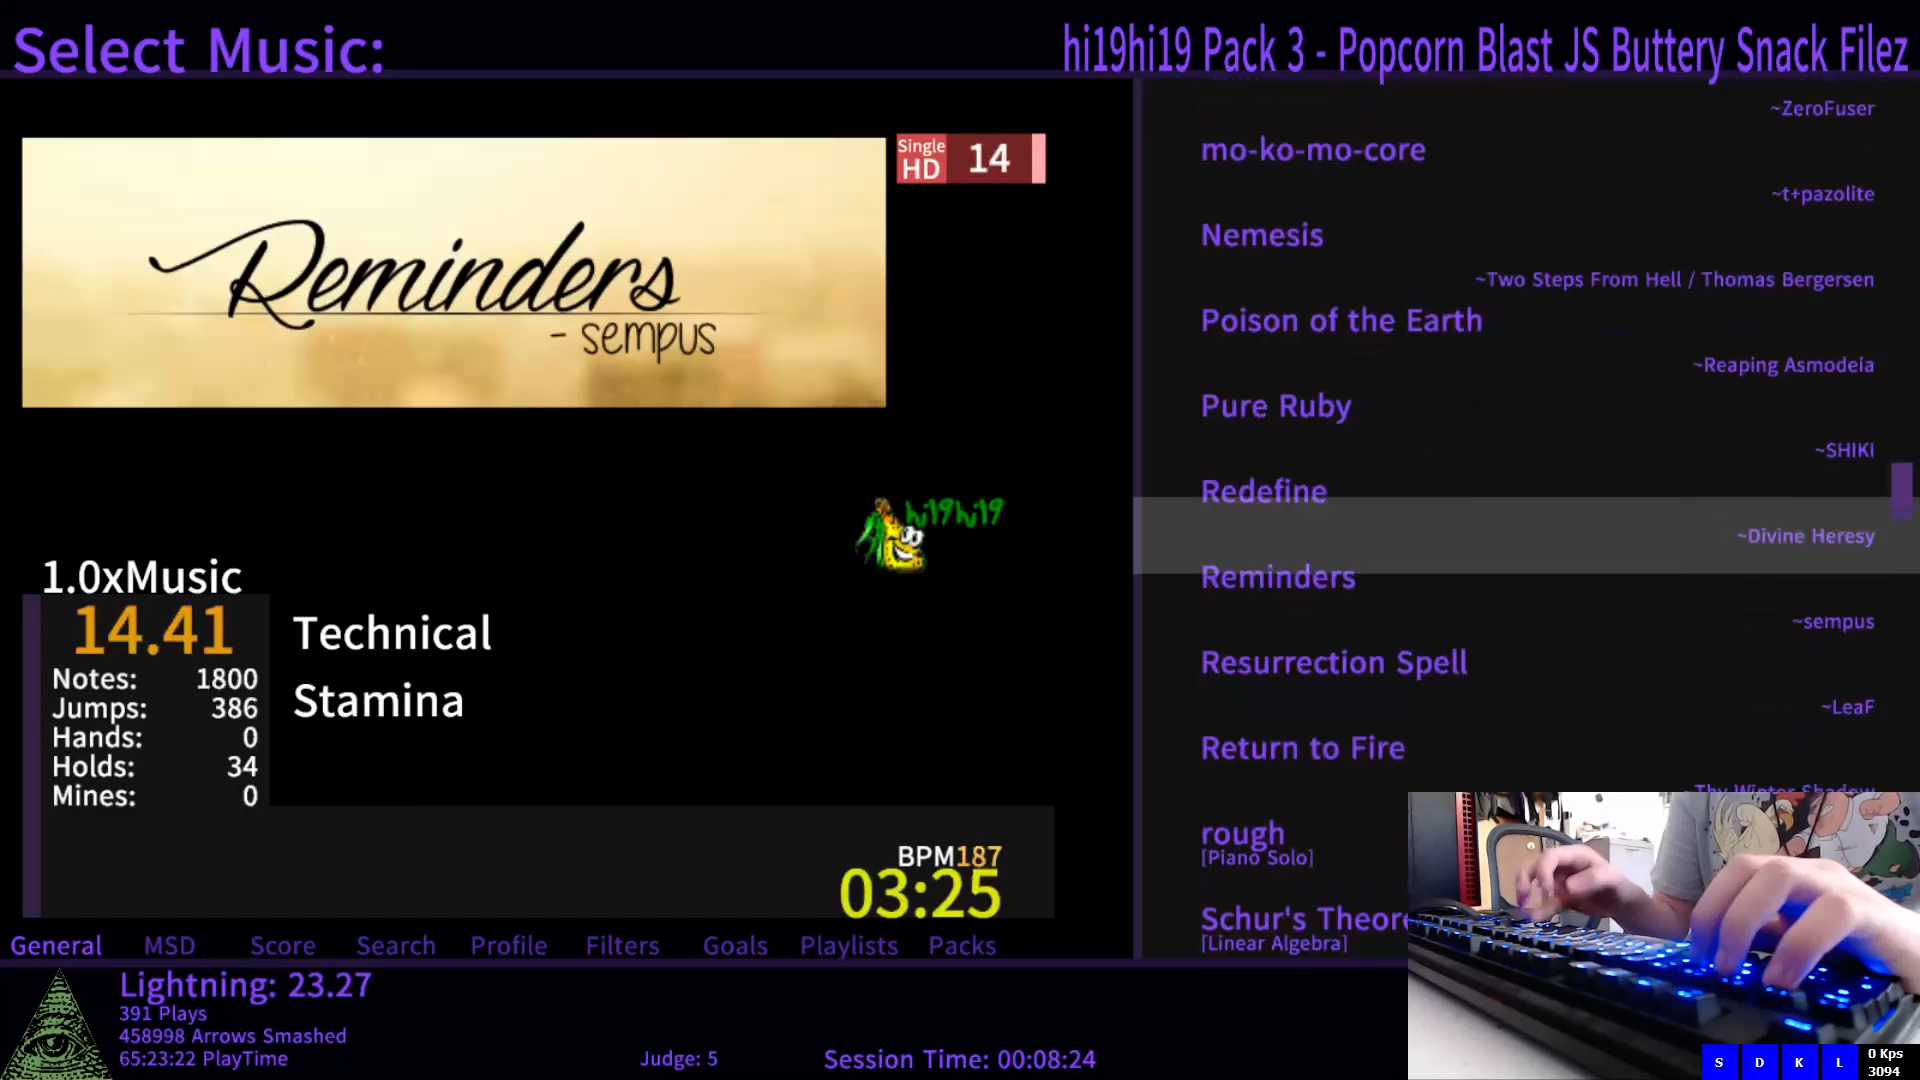 Select Music:
hi19hi19 Pack 3 - Popcorn Blast JS Buttery Snack Filez
Reminders
- sempus
Single
HD
14
hi19hi19
1.0xMusic
14.41
Notes: 1800
Jumps: 386
Hands: 0
Holds: 34
Mines: 0
Technical
Stamina
BPM187
03:25
~ZeroFuser
mo-ko-mo-core
~t+pazolite
Nemesis
~Two Steps From Hell / Thomas Bergersen
Poison of the Earth
~Reaping Asmodeia
Pure Ruby
~SHIKI
Redefine
~Divine Heresy
Reminders
~sempus
Resurrection Spell
~LeaF
Return to Fire
~Thy Winter Shadow
rough
[Piano Solo]
Schur's Theore
[Linear Algebra]
General MSD Score Search Profile Filters Goals Playlists Packs
Lightning: 23.27
391 Plays
458998 Arrows Smashed
65:23:22 PlayTime
Judge: 5
Session Time: 00:08:24
S D K L
0 Kps
3094